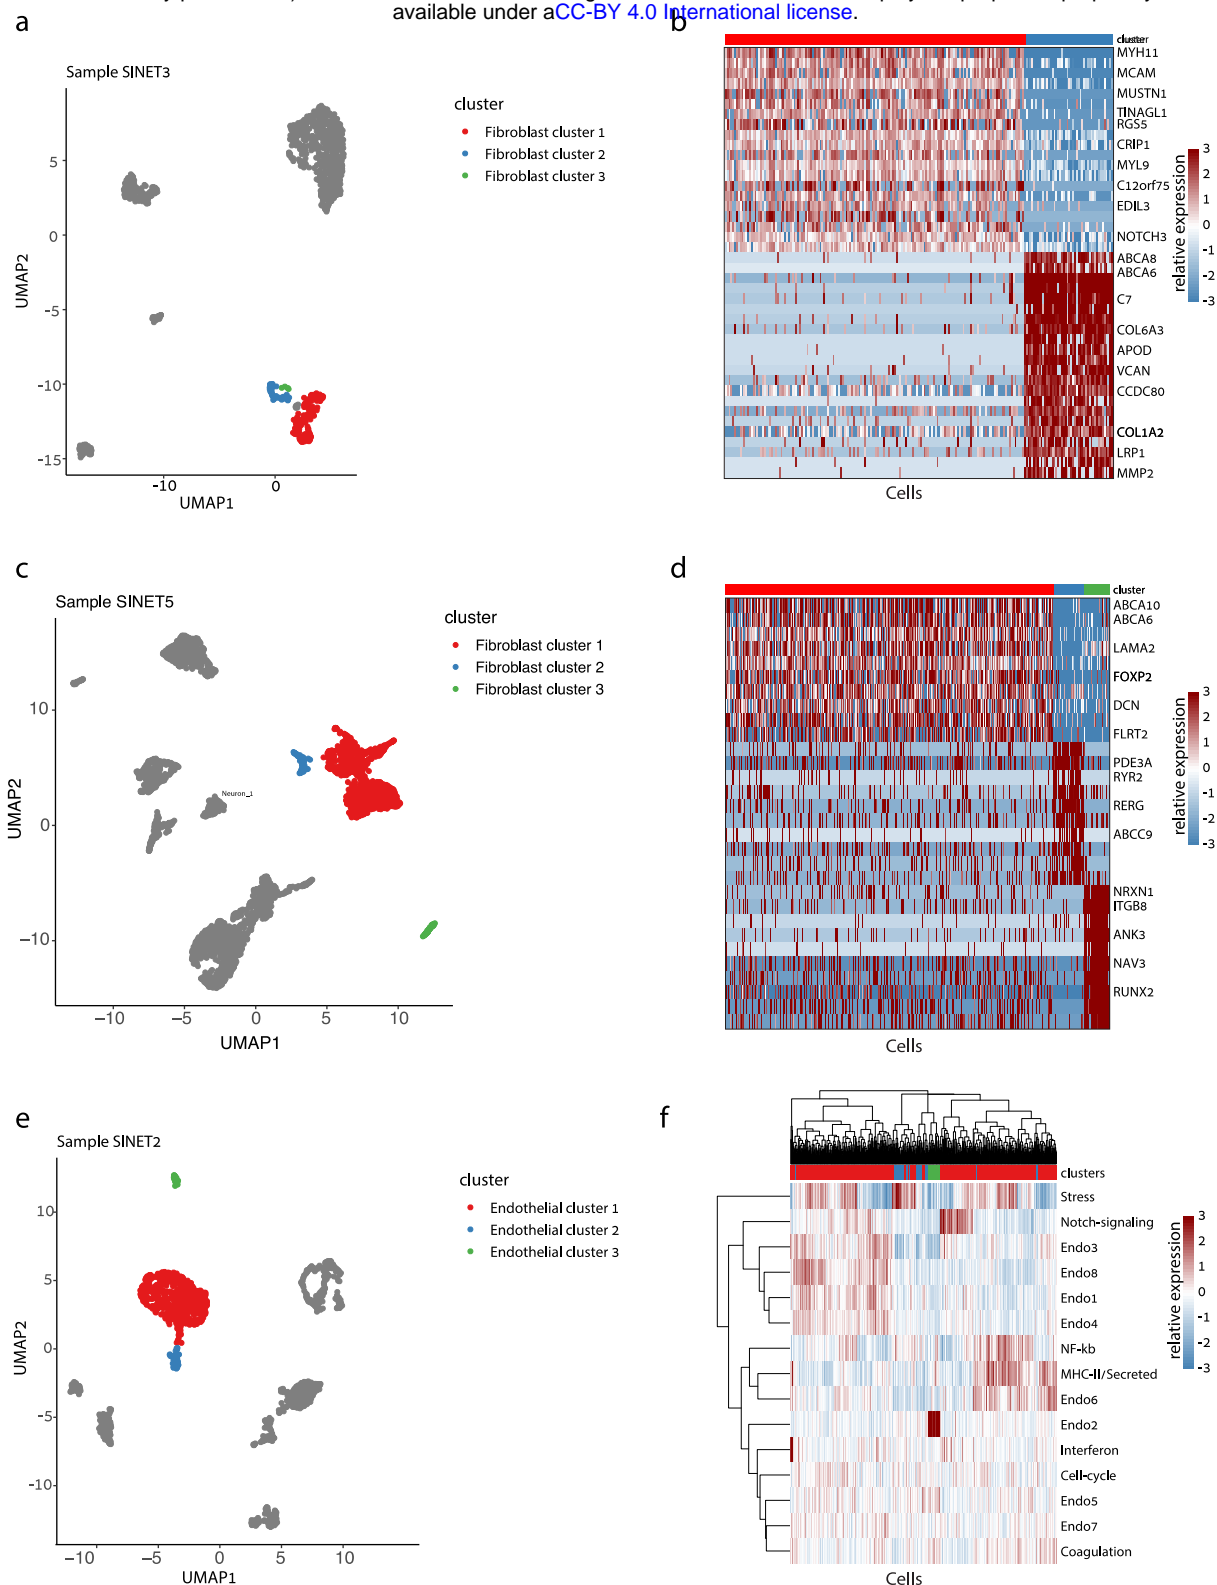 available under aCC-BY 4.0 International license.
a
Sample SINET3
cluster
Fibroblast cluster 1
Fibroblast cluster 2
Fibroblast cluster 3
5
0
-5
-10
-15
UMAP2
-10
0
UMAP1
b
cluster
MYH11
MCAM
MUSTN1
TINAGL1
RGS5
CRIP1
MYL9
C12orf75
EDIL3
NOTCH3
ABCA8
ABCA6
C7
COL6A3
APOD
VCAN
CCDC80
COL1A2
LRP1
MMP2
Cells
relative expression
3
2
1
0
-1
-2
-3
c
Sample SINET5
cluster
Fibroblast cluster 1
Fibroblast cluster 2
Fibroblast cluster 3
Neuron_1
10
0
−10
UMAP2
−10
−5
0
5
10
UMAP1
d
cluster
ABCA10
ABCA6
LAMA2
FOXP2
DCN
FLRT2
PDE3A
RYR2
RERG
ABCC9
NRXN1
ITGB8
ANK3
NAV3
RUNX2
Cells
relative expression
3
2
1
0
-1
-2
-3
e
Sample SINET2
cluster
Endothelial cluster 1
Endothelial cluster 2
Endothelial cluster 3
10
5
0
−5
−10
UMAP2
−10
−5
0
5
10
UMAP1
f
clusters
Stress
Notch-signaling
Endo3
Endo8
Endo1
Endo4
NF-kb
MHC-II/Secreted
Endo6
Endo2
Interferon
Cell-cycle
Endo5
Endo7
Coagulation
Cells
relative expression
3
2
1
0
-1
-2
-3